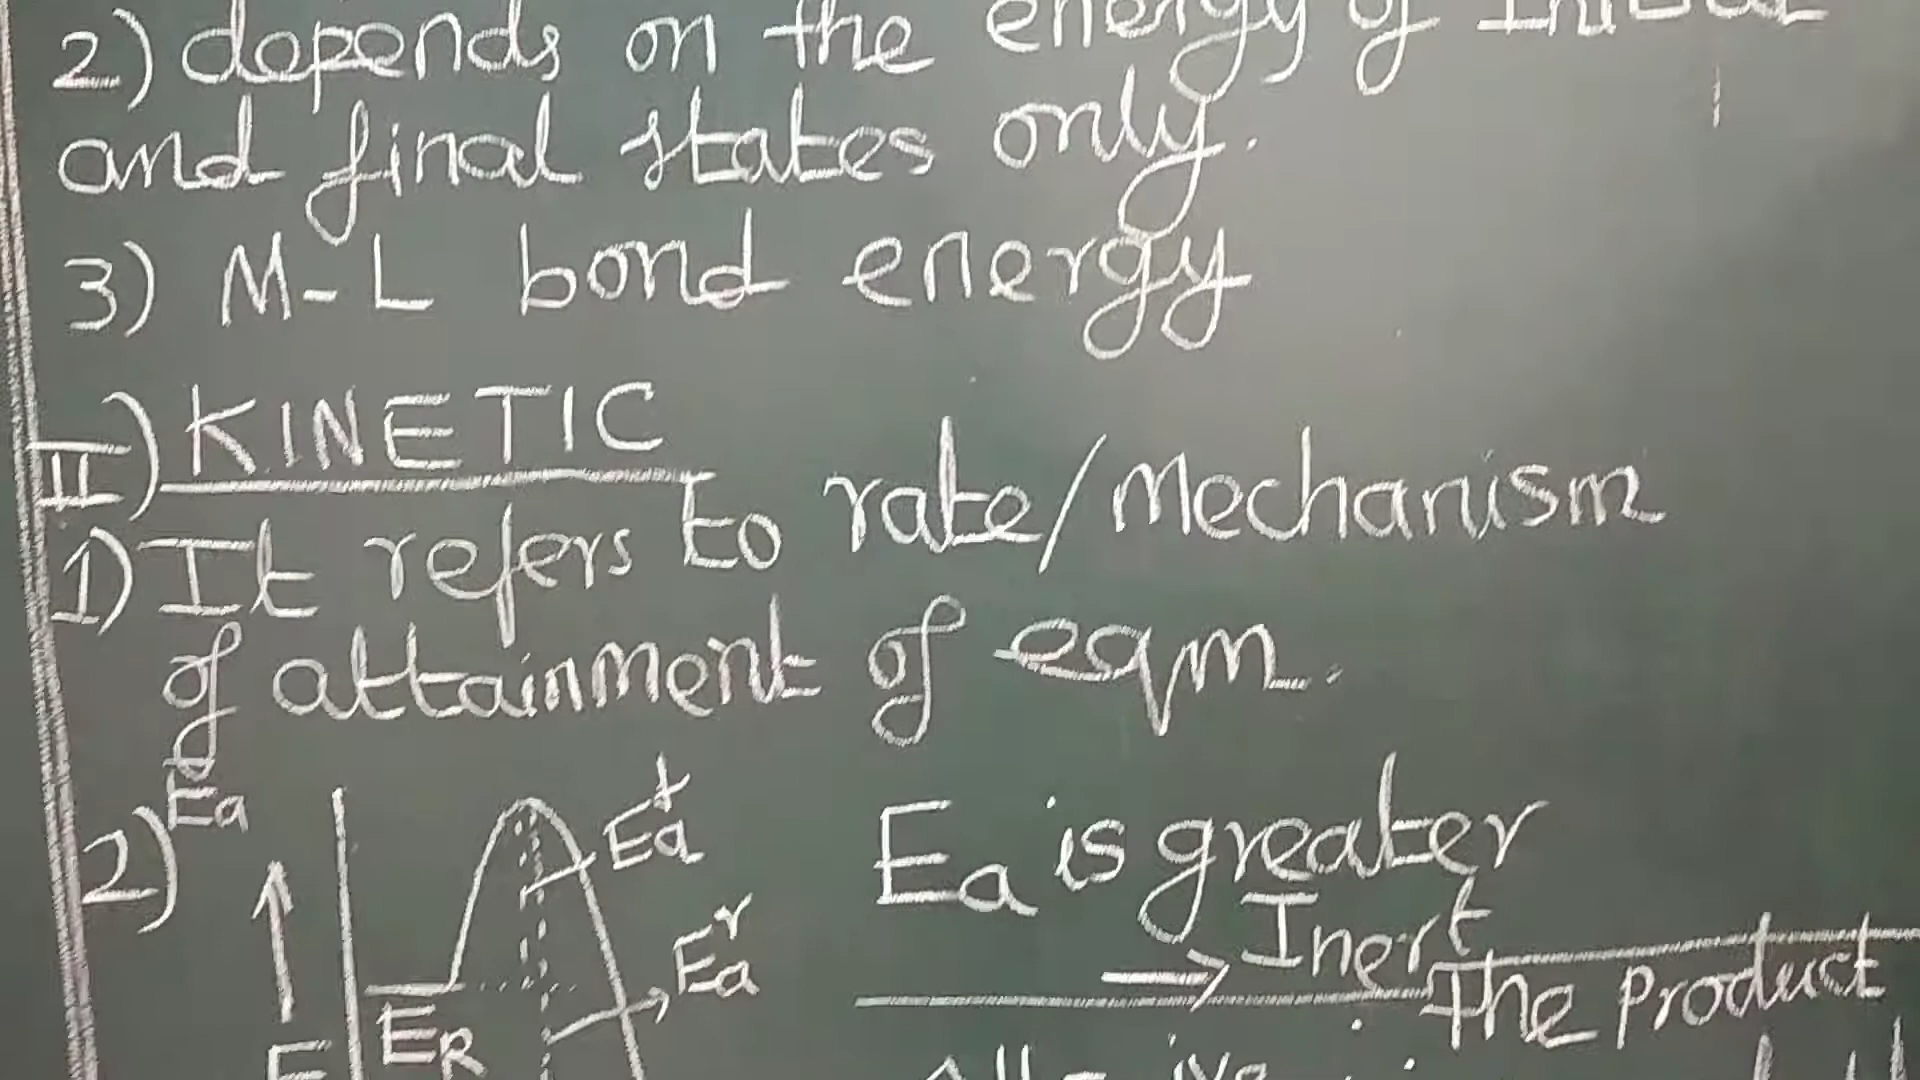 2) depends on the energy of Initial
and final states only.
3) M-L bond energy
II) KINETIC
1) It refers to rate/Mechanism
of attainment of eqm.
2) Ea
Ea is greater
→ Inert
Ea^t
Ea^r
ER
E
The product